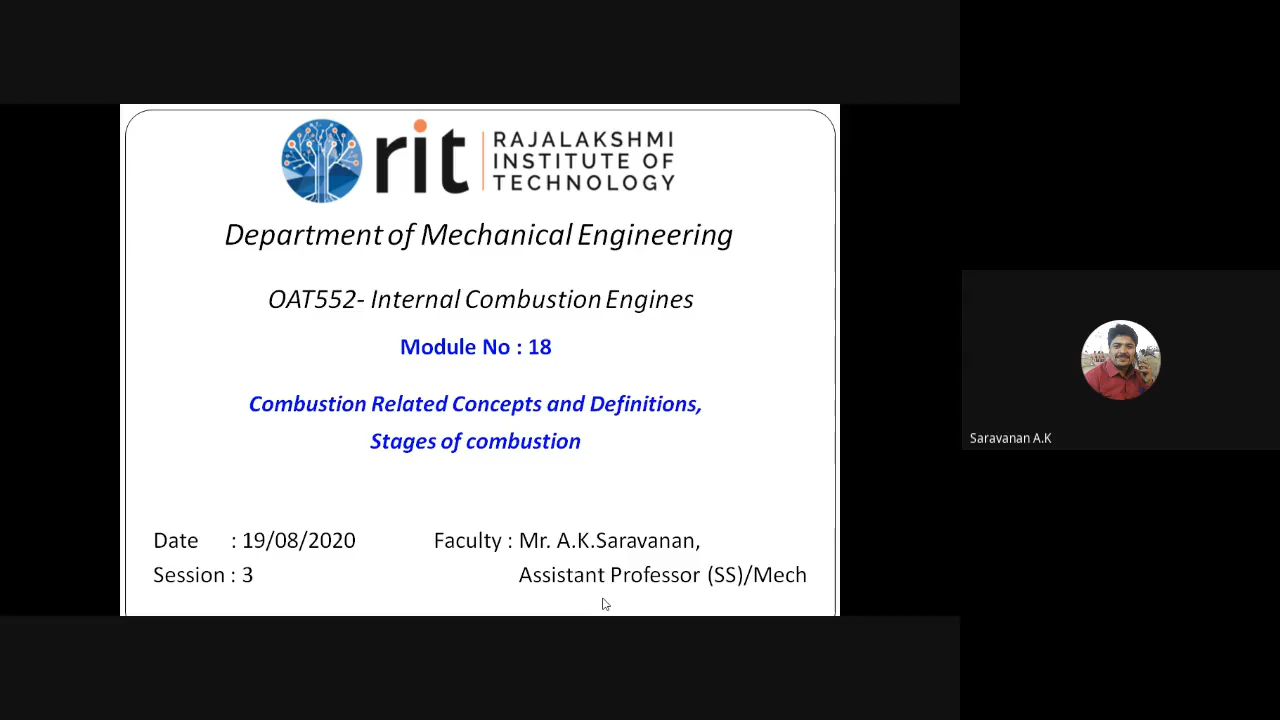 rit RAJALAKSHMI
INSTITUTE OF
TECHNOLOGY
Department of Mechanical Engineering
OAT552- Internal Combustion Engines
Module No : 18
Combustion Related Concepts and Definitions,
Stages of combustion
Date : 19/08/2020 Faculty : Mr. A.K.Saravanan,
Session : 3 Assistant Professor (SS)/Mech
Saravanan A.K